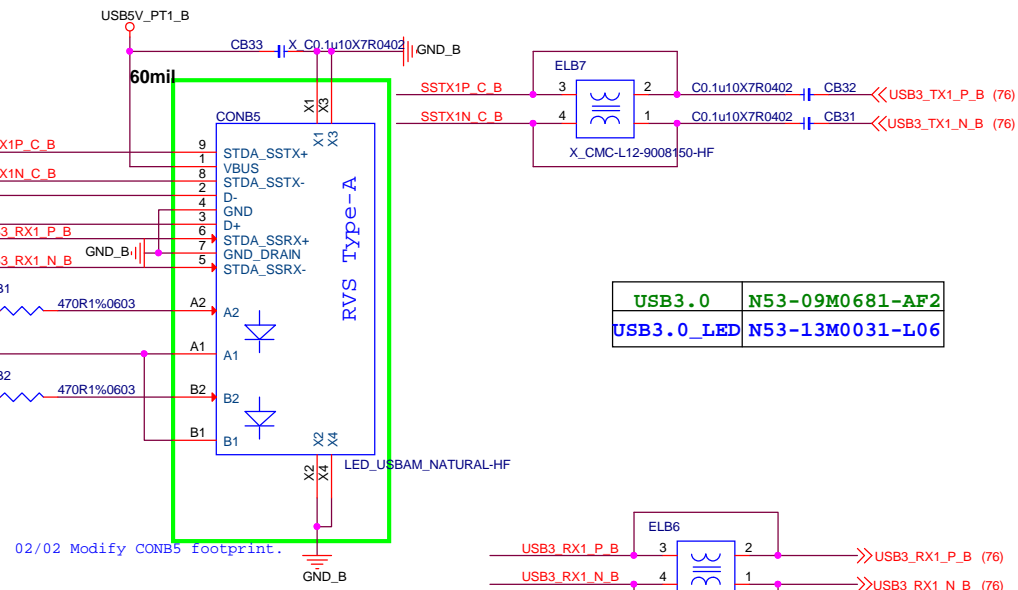 USB5V_PT1_B
CB33
X_C0.1u10X7R0402
GND_B
60mil
ELB7
SSTX1P_C_B
3
2
C0.1u10X7R0402
CB32
USB3_TX1_P_B (76)
SSTX1N_C_B
4
1
C0.1u10X7R0402
CB31
USB3_TX1_N_B (76)
X_CMC-L12-9008150-HF
X1
X3
CONB5
X1
X3
X1P_C_B
9
STDA_SSTX+
1
VBUS
X1N_C_B
8
STDA_SSTX-
2
D-
4
GND
3
D+
3_RX1_P_B
6
STDA_SSRX+
GND_B
7
GND_DRAIN
3_RX1_N_B
5
STDA_SSRX-
RVS Type-A
B1
470R1%0603
A2
A2
A1
A1
B2
470R1%0603
B2
B2
B1
B1
X2
X4
X2
X4
LED_USBAM_NATURAL-HF
USB3.0 N53-09M0681-AF2
USB3.0_LED N53-13M0031-L06
02/02 Modify CONB5 footprint.
GND_B
ELB6
USB3_RX1_P_B
3
2
USB3_RX1_P_B (76)
USB3_RX1_N_B
4
1
USB3_RX1_N_B (76)